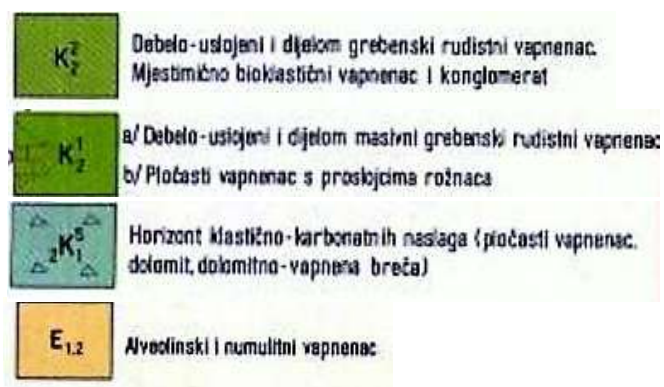 K₂² Debelo-uslojeni i dijelom grebenski rudistni vapnenac.
Mjestimično bioklastični vapnenac i konglomerat
K₂¹ a/ Debelo-uslojeni i dijelom masivni grebenski rudistni vapnenac
b/ Pločasti vapnenac s proslojcima rožnaca
₂K₁⁵ Horizont klastično-karbonatnih naslaga (pločasti vapnenac.
dolomit, dolomitno-vapnena breča)
E₁,₂ Alveolinski i numulitni vapnenac